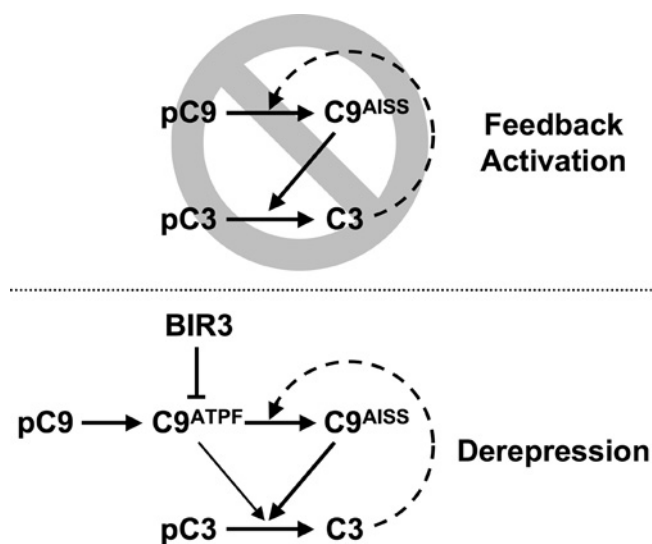 pC9 C9AISS
Feedback
Activation
pC3 C3
BIR3
pC9 C9ATPF C9AISS
Derepression
pC3 C3